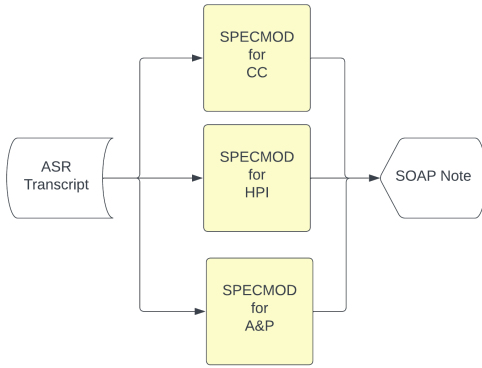 SPECMOD
for
CC
ASR
Transcript
SPECMOD
for
HPI
SOAP Note
SPECMOD
for
A&P